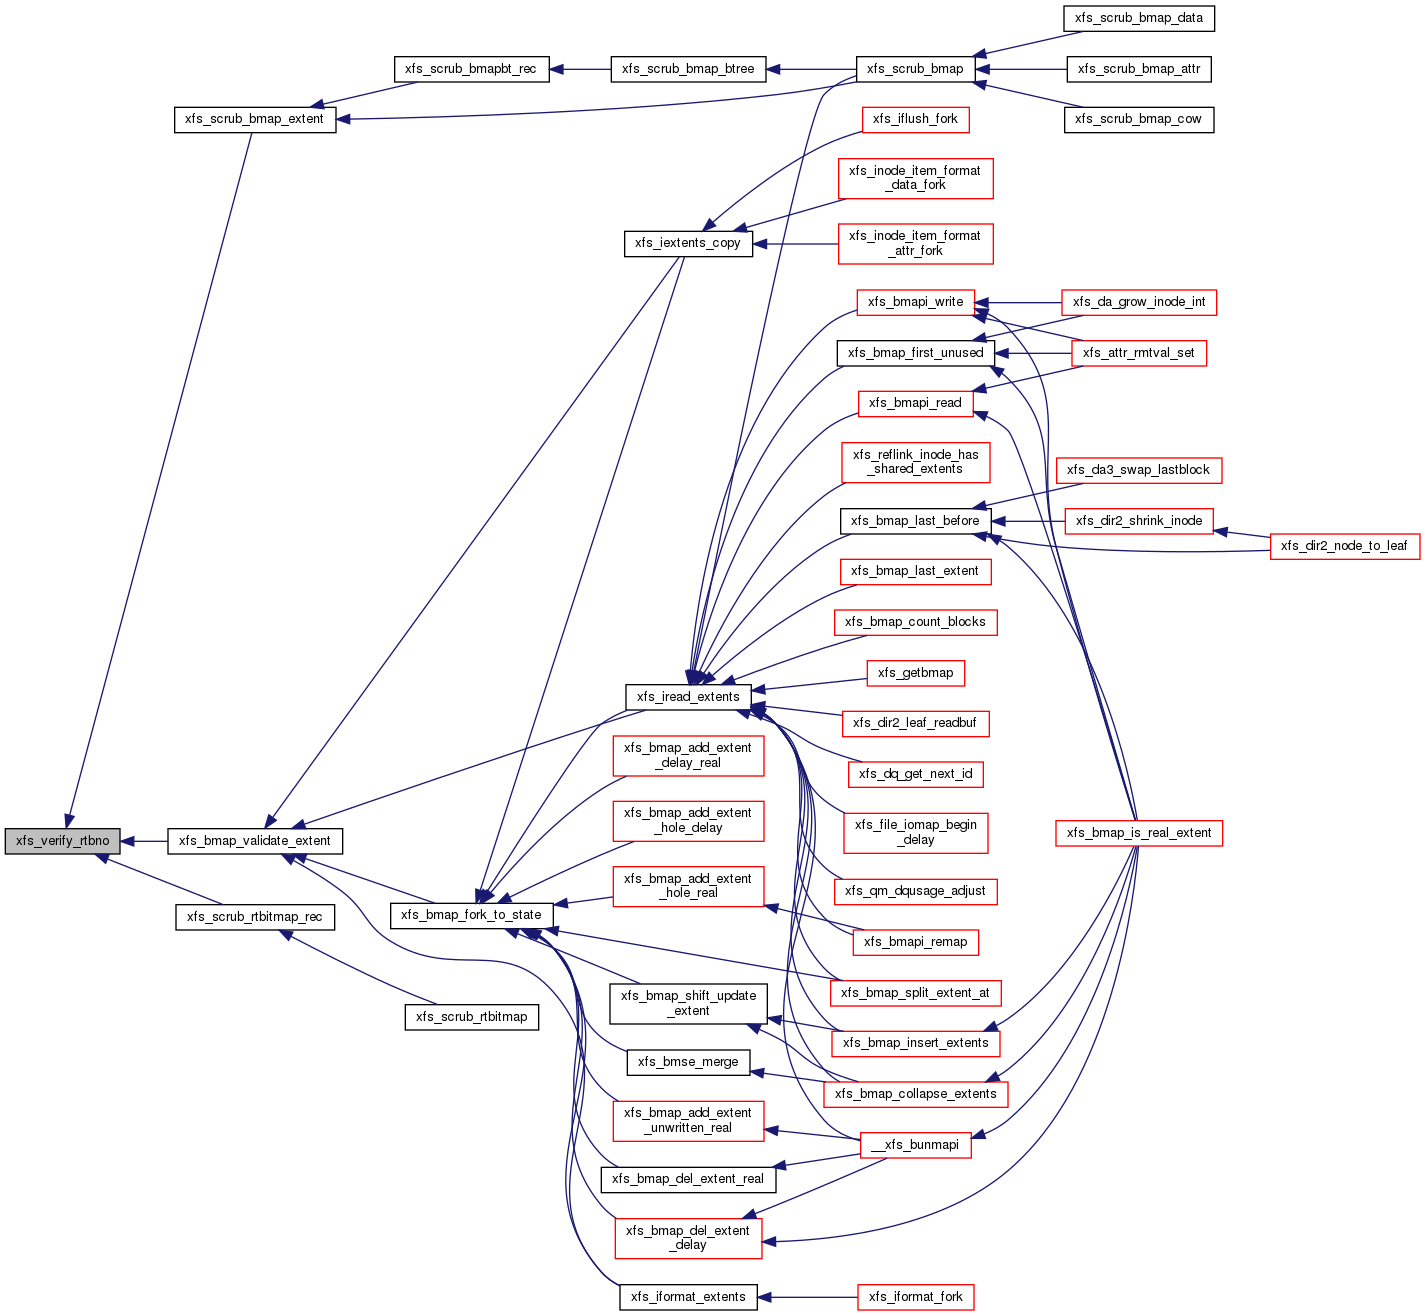 xfs_scrub_bmap_data
xfs_scrub_bmapbt_rec
xfs_scrub_bmap_btree
xfs_scrub_bmap
xfs_scrub_bmap_attr
xfs_scrub_bmap_extent
xfs_iflush_fork
xfs_scrub_bmap_cow
xfs_inode_item_format
_data_fork
xfs_iextents_copy
xfs_inode_item_format
_attr_fork
xfs_bmapi_write
xfs_da_grow_inode_int
xfs_bmap_first_unused
xfs_attr_rmtval_set
xfs_bmapi_read
xfs_reflink_inode_has
_shared_extents
xfs_da3_swap_lastblock
xfs_bmap_last_before
xfs_dir2_shrink_inode
xfs_dir2_node_to_leaf
xfs_bmap_last_extent
xfs_bmap_count_blocks
xfs_getbmap
xfs_iread_extents
xfs_dir2_leaf_readbuf
xfs_bmap_add_extent
_delay_real
xfs_dq_get_next_id
xfs_bmap_add_extent
_hole_delay
xfs_file_iomap_begin
_delay
xfs_bmap_is_real_extent
xfs_verify_rtbno
xfs_bmap_validate_extent
xfs_bmap_add_extent
_hole_real
xfs_qm_dqusage_adjust
xfs_scrub_rtbitmap_rec
xfs_bmap_fork_to_state
xfs_bmapi_remap
xfs_bmap_split_extent_at
xfs_bmap_shift_update
_extent
xfs_scrub_rtbitmap
xfs_bmap_insert_extents
xfs_bmse_merge
xfs_bmap_collapse_extents
xfs_bmap_add_extent
_unwritten_real
__xfs_bunmapi
xfs_bmap_del_extent_real
xfs_bmap_del_extent
_delay
xfs_iformat_extents
xfs_iformat_fork